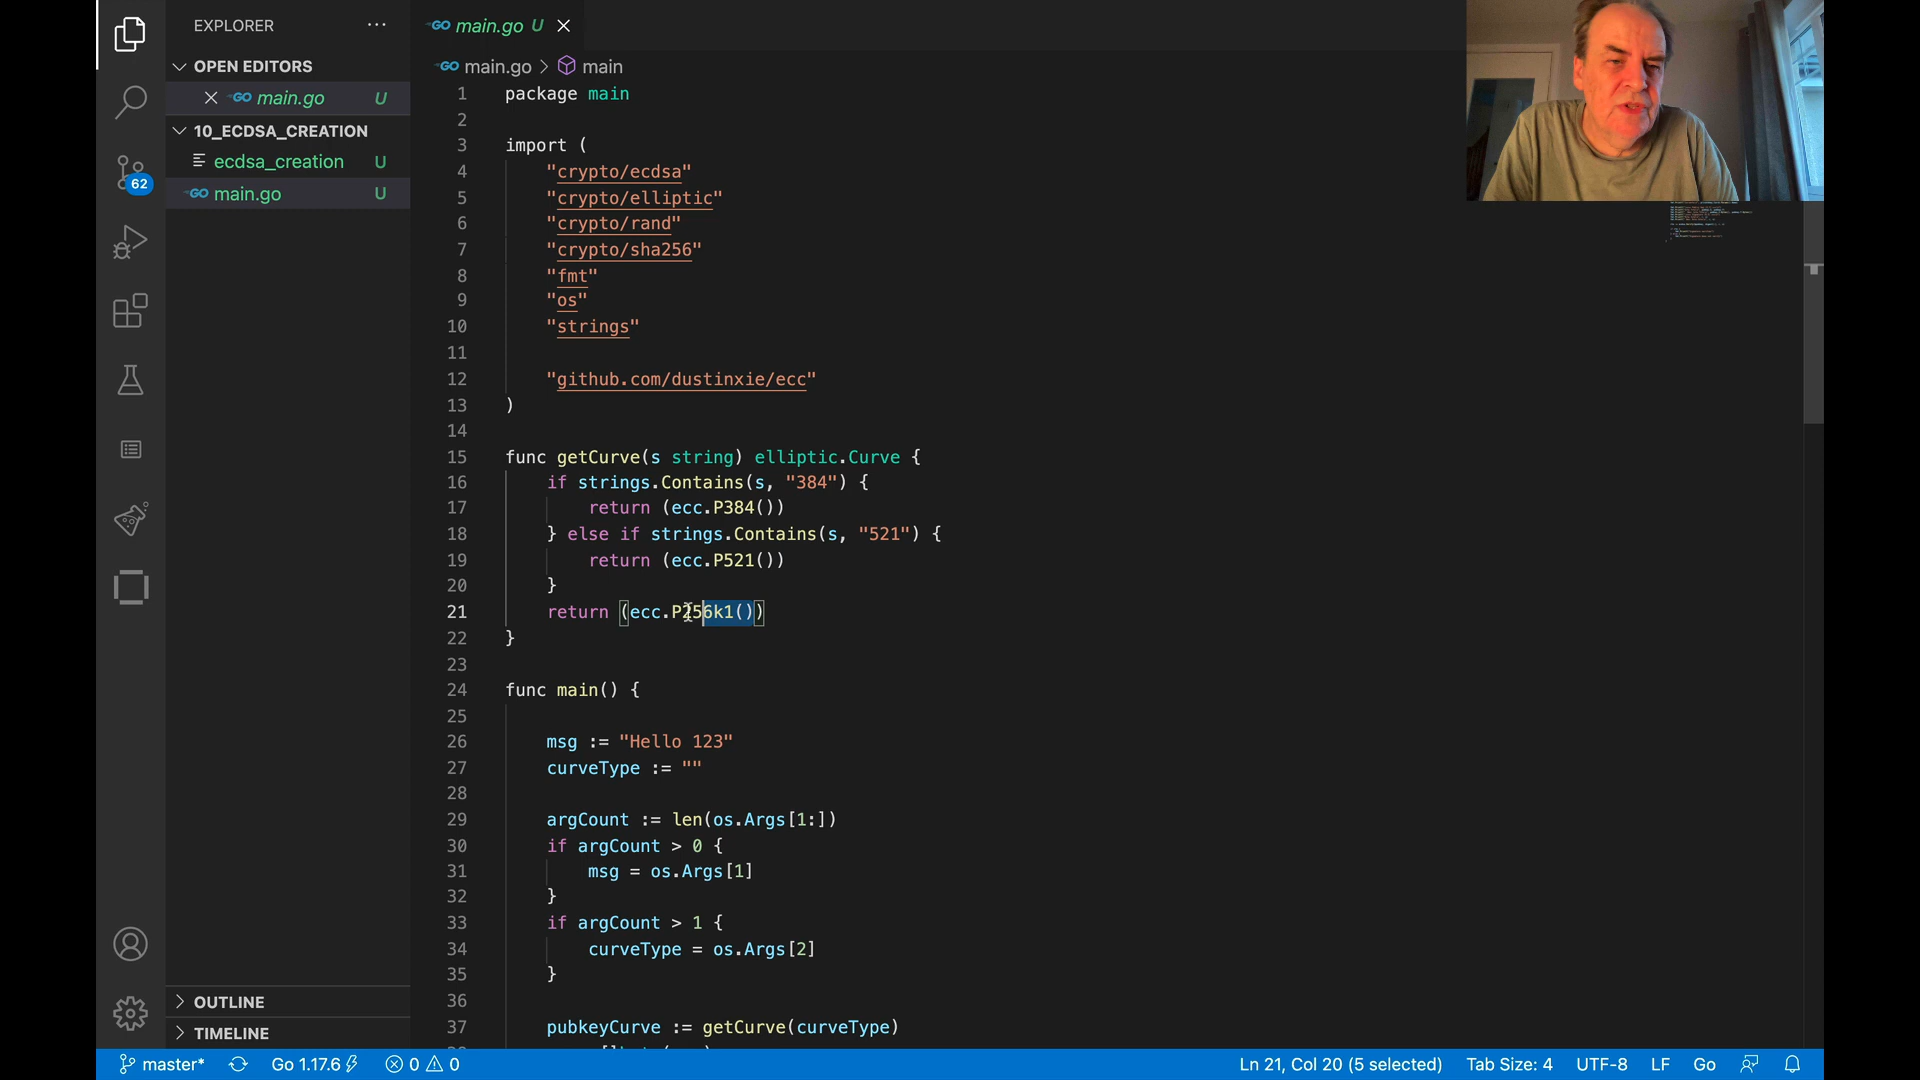 EXPLORER
OPEN EDITORS
main.go U
10_ECDSA_CREATION
ecdsa_creation U
main.go U
62
OUTLINE
TIMELINE
main.go U
main.go > main
1 package main
2
3 import (
4 "crypto/ecdsa"
5 "crypto/elliptic"
6 "crypto/rand"
7 "crypto/sha256"
8 "fmt"
9 "os"
10 "strings"
11
12 "github.com/dustinxie/ecc"
13 )
14
15 func getCurve(s string) elliptic.Curve {
16 if strings.Contains(s, "384") {
17 return (ecc.P384())
18 } else if strings.Contains(s, "521") {
19 return (ecc.P521())
20 }
21 return (ecc.P256k1())
22 }
23
24 func main() {
25
26 msg := "Hello 123"
27 curveType := ""
28
29 argCount := len(os.Args[1:])
30 if argCount > 0 {
31 msg = os.Args[1]
32 }
33 if argCount > 1 {
34 curveType = os.Args[2]
35 }
36
37 pubkeyCurve := getCurve(curveType)
master* Go 1.17.6 0 0 Ln 21, Col 20 (5 selected) Tab Size: 4 UTF-8 LF Go